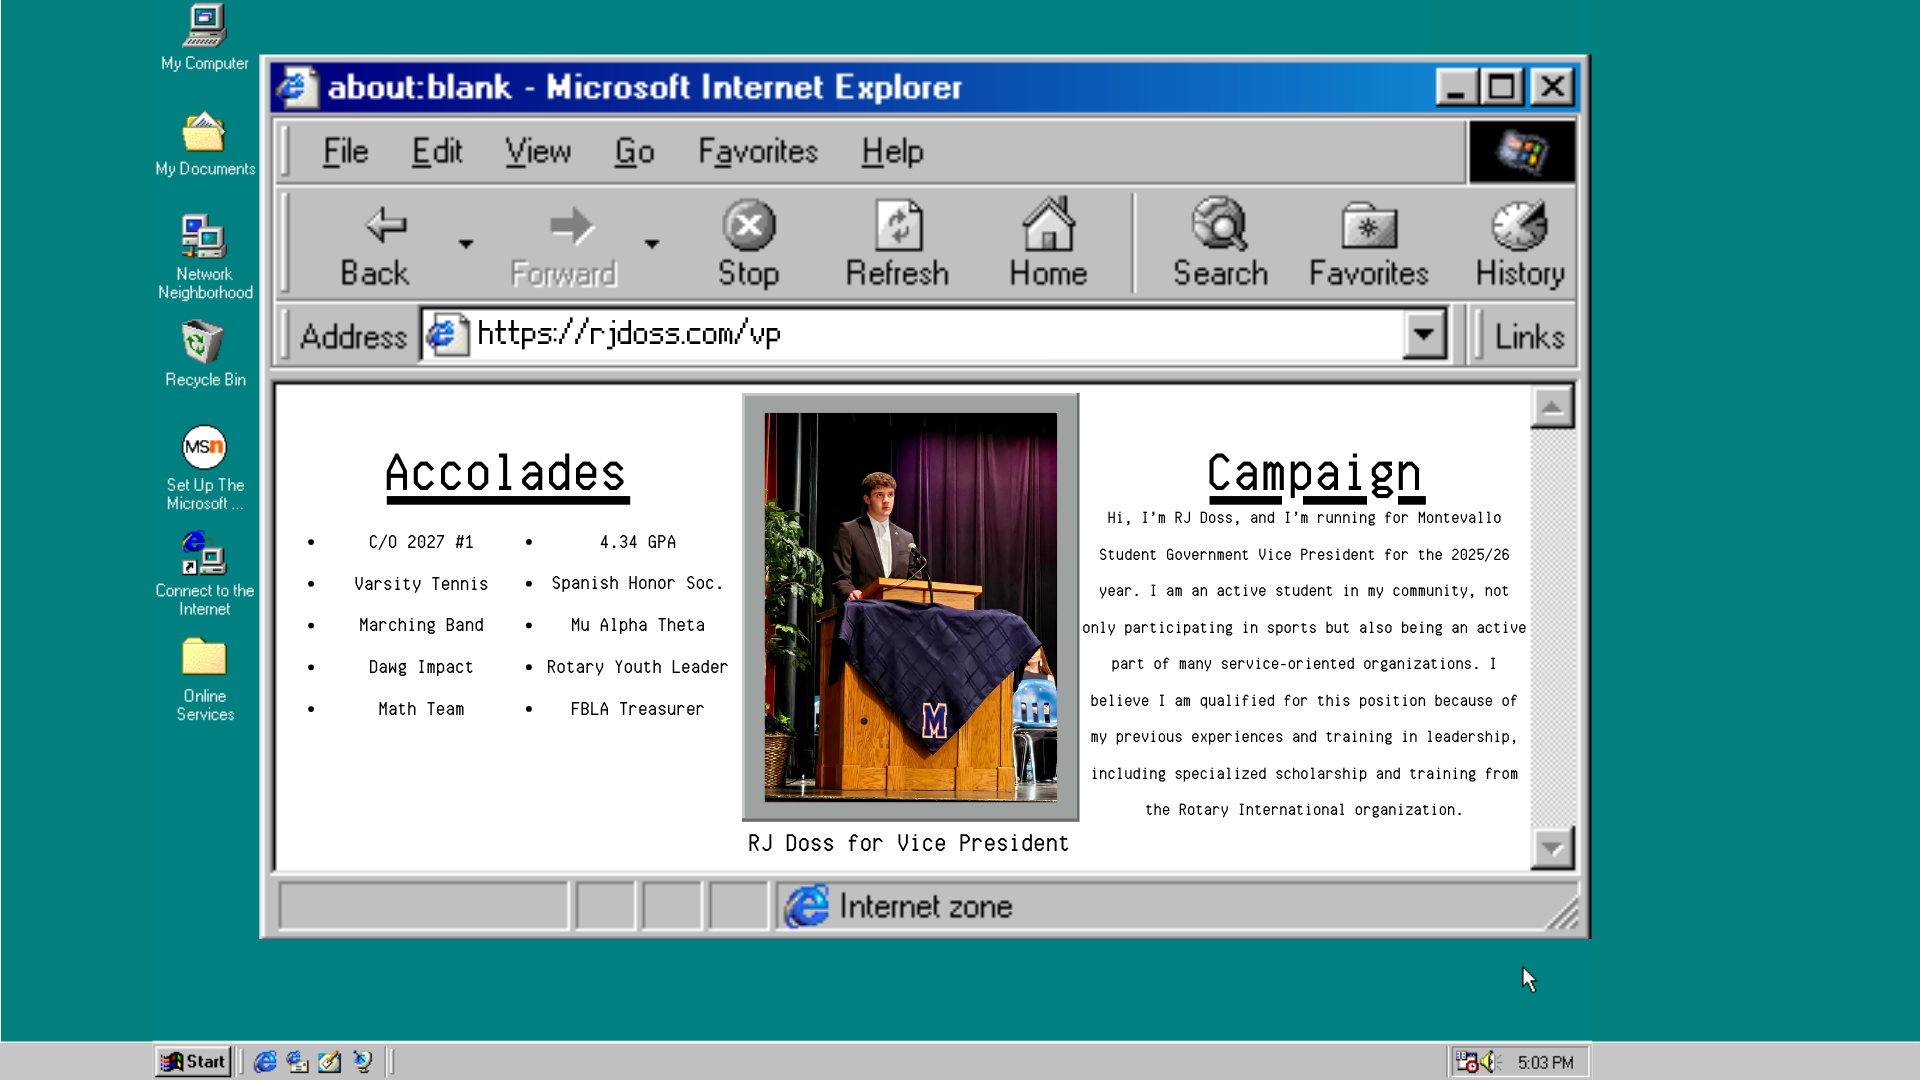 My Computer
My Documents
Network
Neighborhood
Recycle Bin
MSn
Set Up The
Microsoft ...
Connect to the
Internet
Online
Services
about:blank - Microsoft Internet Explorer
File Edit View Go Favorites Help
Back Forward Stop Refresh Home Search Favorites History
Address https://rjdoss.com/vp Links
Accolades
• C/O 2027 #1
• Varsity Tennis
• Marching Band
• Dawg Impact
• Math Team
• 4.34 GPA
• Spanish Honor Soc.
• Mu Alpha Theta
• Rotary Youth Leader
• FBLA Treasurer
M
RJ Doss for Vice President
Campaign
Hi, I'm RJ Doss, and I'm running for Montevallo
Student Government Vice President for the 2025/26
year. I am an active student in my community, not
only participating in sports but also being an active
part of many service-oriented organizations. I
believe I am qualified for this position because of
my previous experiences and training in leadership,
including specialized scholarship and training from
the Rotary International organization.
Internet zone
Start
5:03 PM